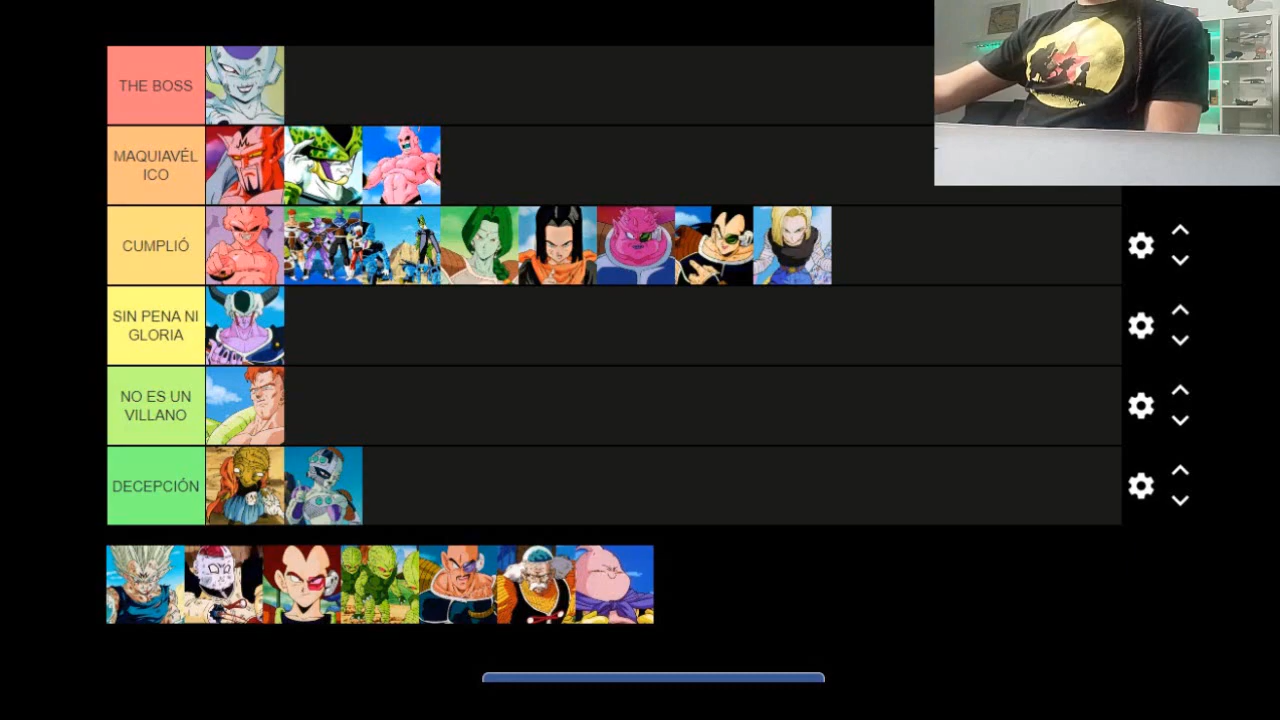 THE BOSS
MAQUIAVÉL
ICO
CUMPLIÓ
SIN PENA NI
GLORIA
NO ES UN
VILLANO
DECEPCIÓN